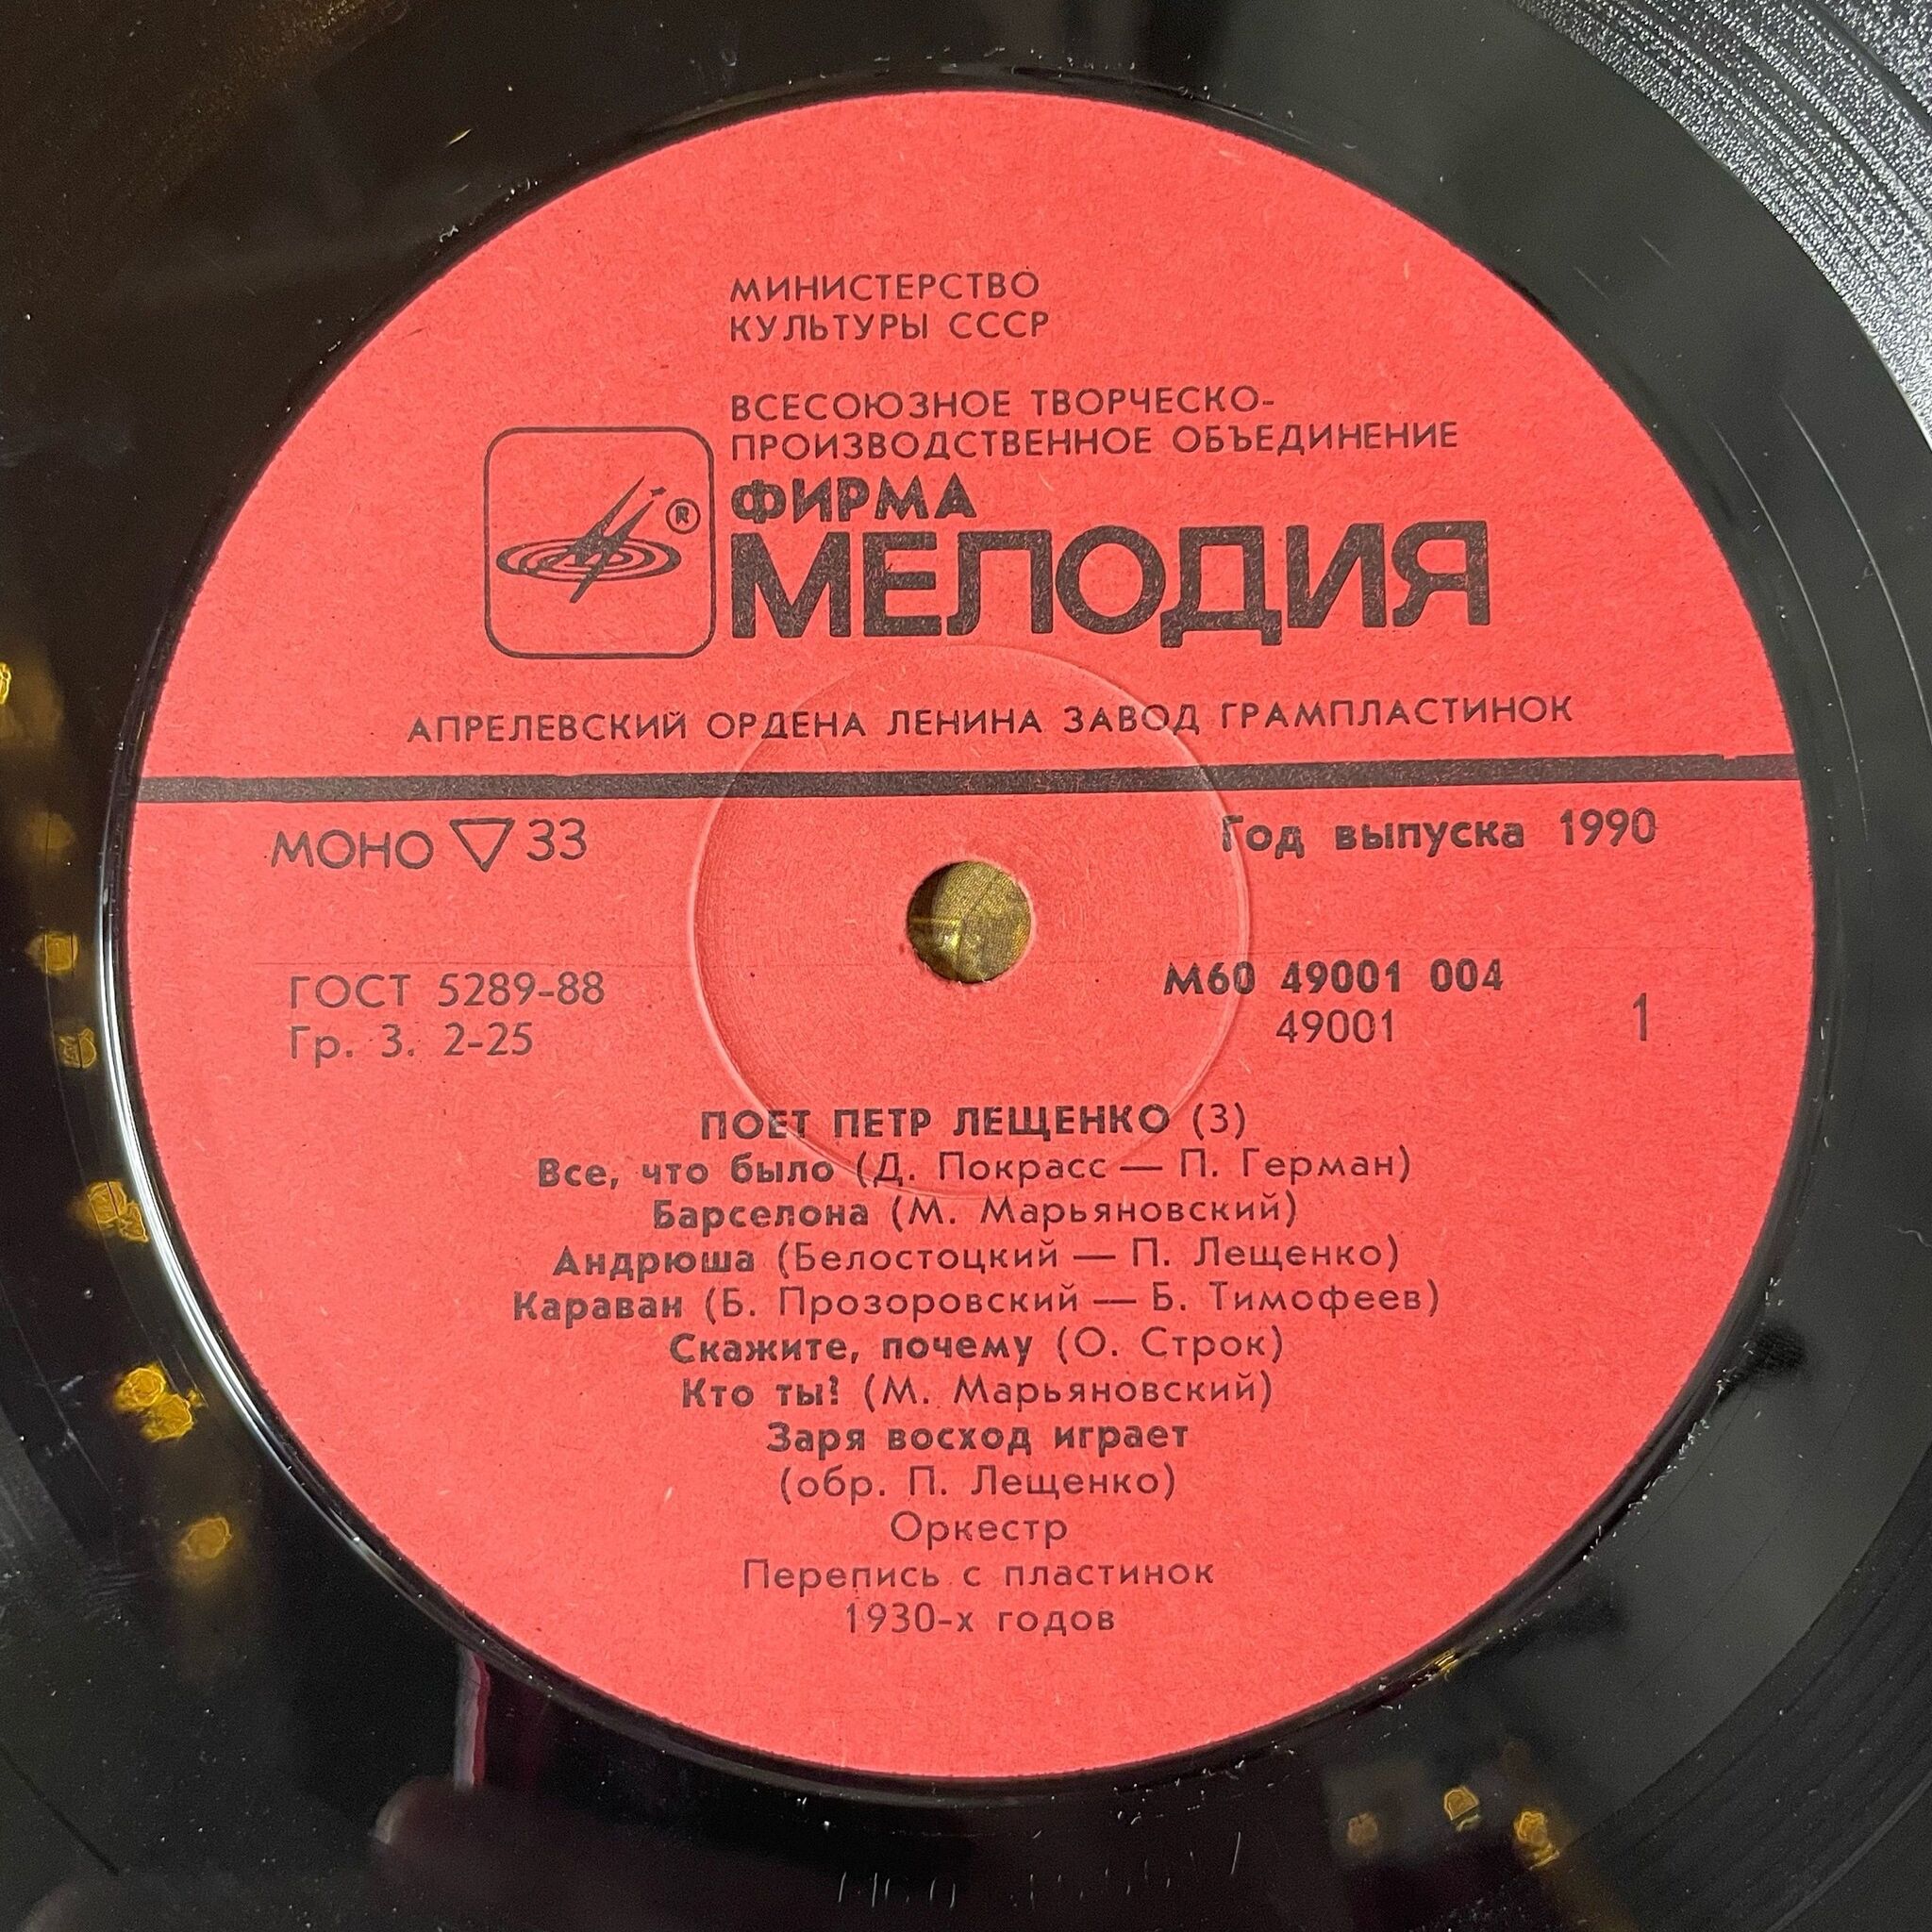 МИНИСТЕРСТВО
КУЛЬТУРЫ СССР
ВСЕСОЮЗНОЕ ТВОРЧЕСКО-
ПРОИЗВОДСТВЕННОЕ ОБЪЕДИНЕНИЕ
®
ФИРМА
МЕЛОДИЯ
АПРЕЛЕВСКИЙ ОРДЕНА ЛЕНИНА ЗАВОД ГРАМПЛАСТИНОК
МОНО ▽ 33
Год выпуска 1990
ГОСТ 5289-88
Гр. 3. 2-25
М60 49001 004
49001
1
ПОЕТ ПЕТР ЛЕЩЕНКО (3)
Все, что было (Д. Покрасс — П. Герман)
Барселона (М. Марьяновский)
Андрюша (Белостоцкий — П. Лещенко)
Караван (Б. Прозоровский — Б. Тимофеев)
Скажите, почему (О. Строк)
Кто ты? (М. Марьяновский)
Заря восход играет
(обр. П. Лещенко)
Оркестр
Перепись с пластинок
1930-х годов